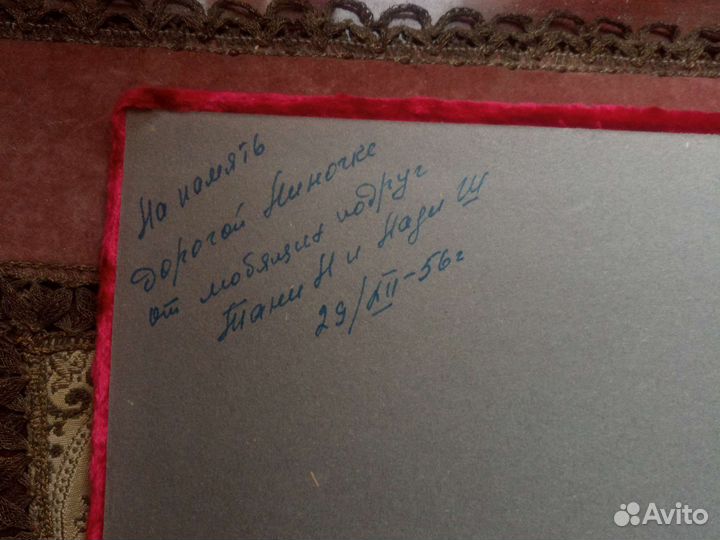 На память
Дорогой Ниночке
от любящих подруг
Тани Н и Нади Ш
29/XII-56г
Avito